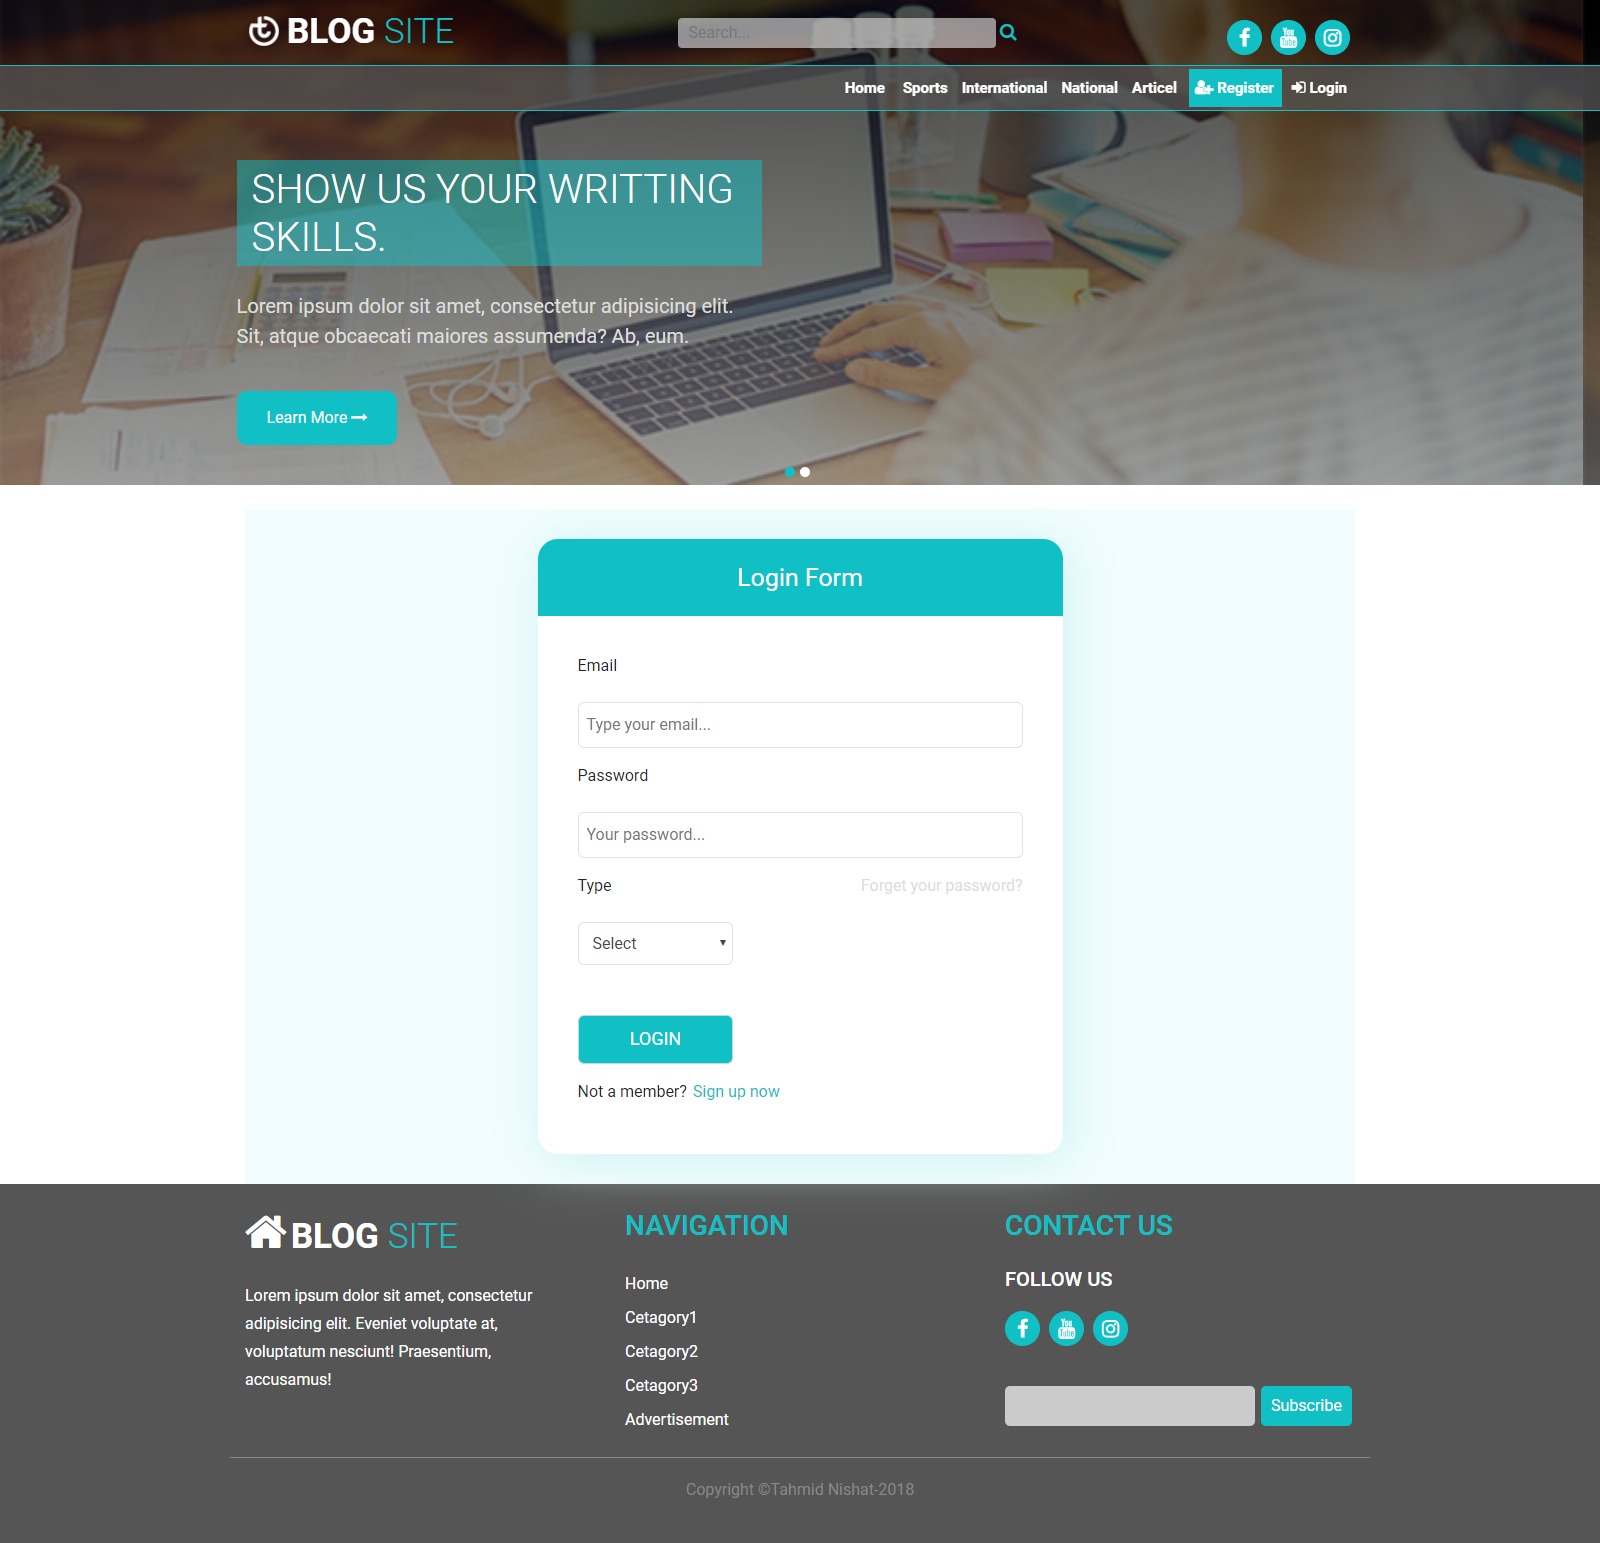 BLOG SITE
Search...
Home Sports International National Articel Register Login
SHOW US YOUR WRITTING
SKILLS.
Lorem ipsum dolor sit amet, consectetur adipisicing elit.
Sit, atque obcaecati maiores assumenda? Ab, eum.
Learn More
Login Form
Email
Type your email...
Password
Your password...
Type Forget your password?
Select
LOGIN
Not a member? Sign up now
BLOG SITE
Lorem ipsum dolor sit amet, consectetur
adipisicing elit. Eveniet voluptate at,
voluptatum nesciunt! Praesentium,
accusamus!
NAVIGATION
Home
Cetagory1
Cetagory2
Cetagory3
Advertisement
CONTACT US
FOLLOW US
You
Tube
Subscribe
Copyright ©Tahmid Nishat-2018